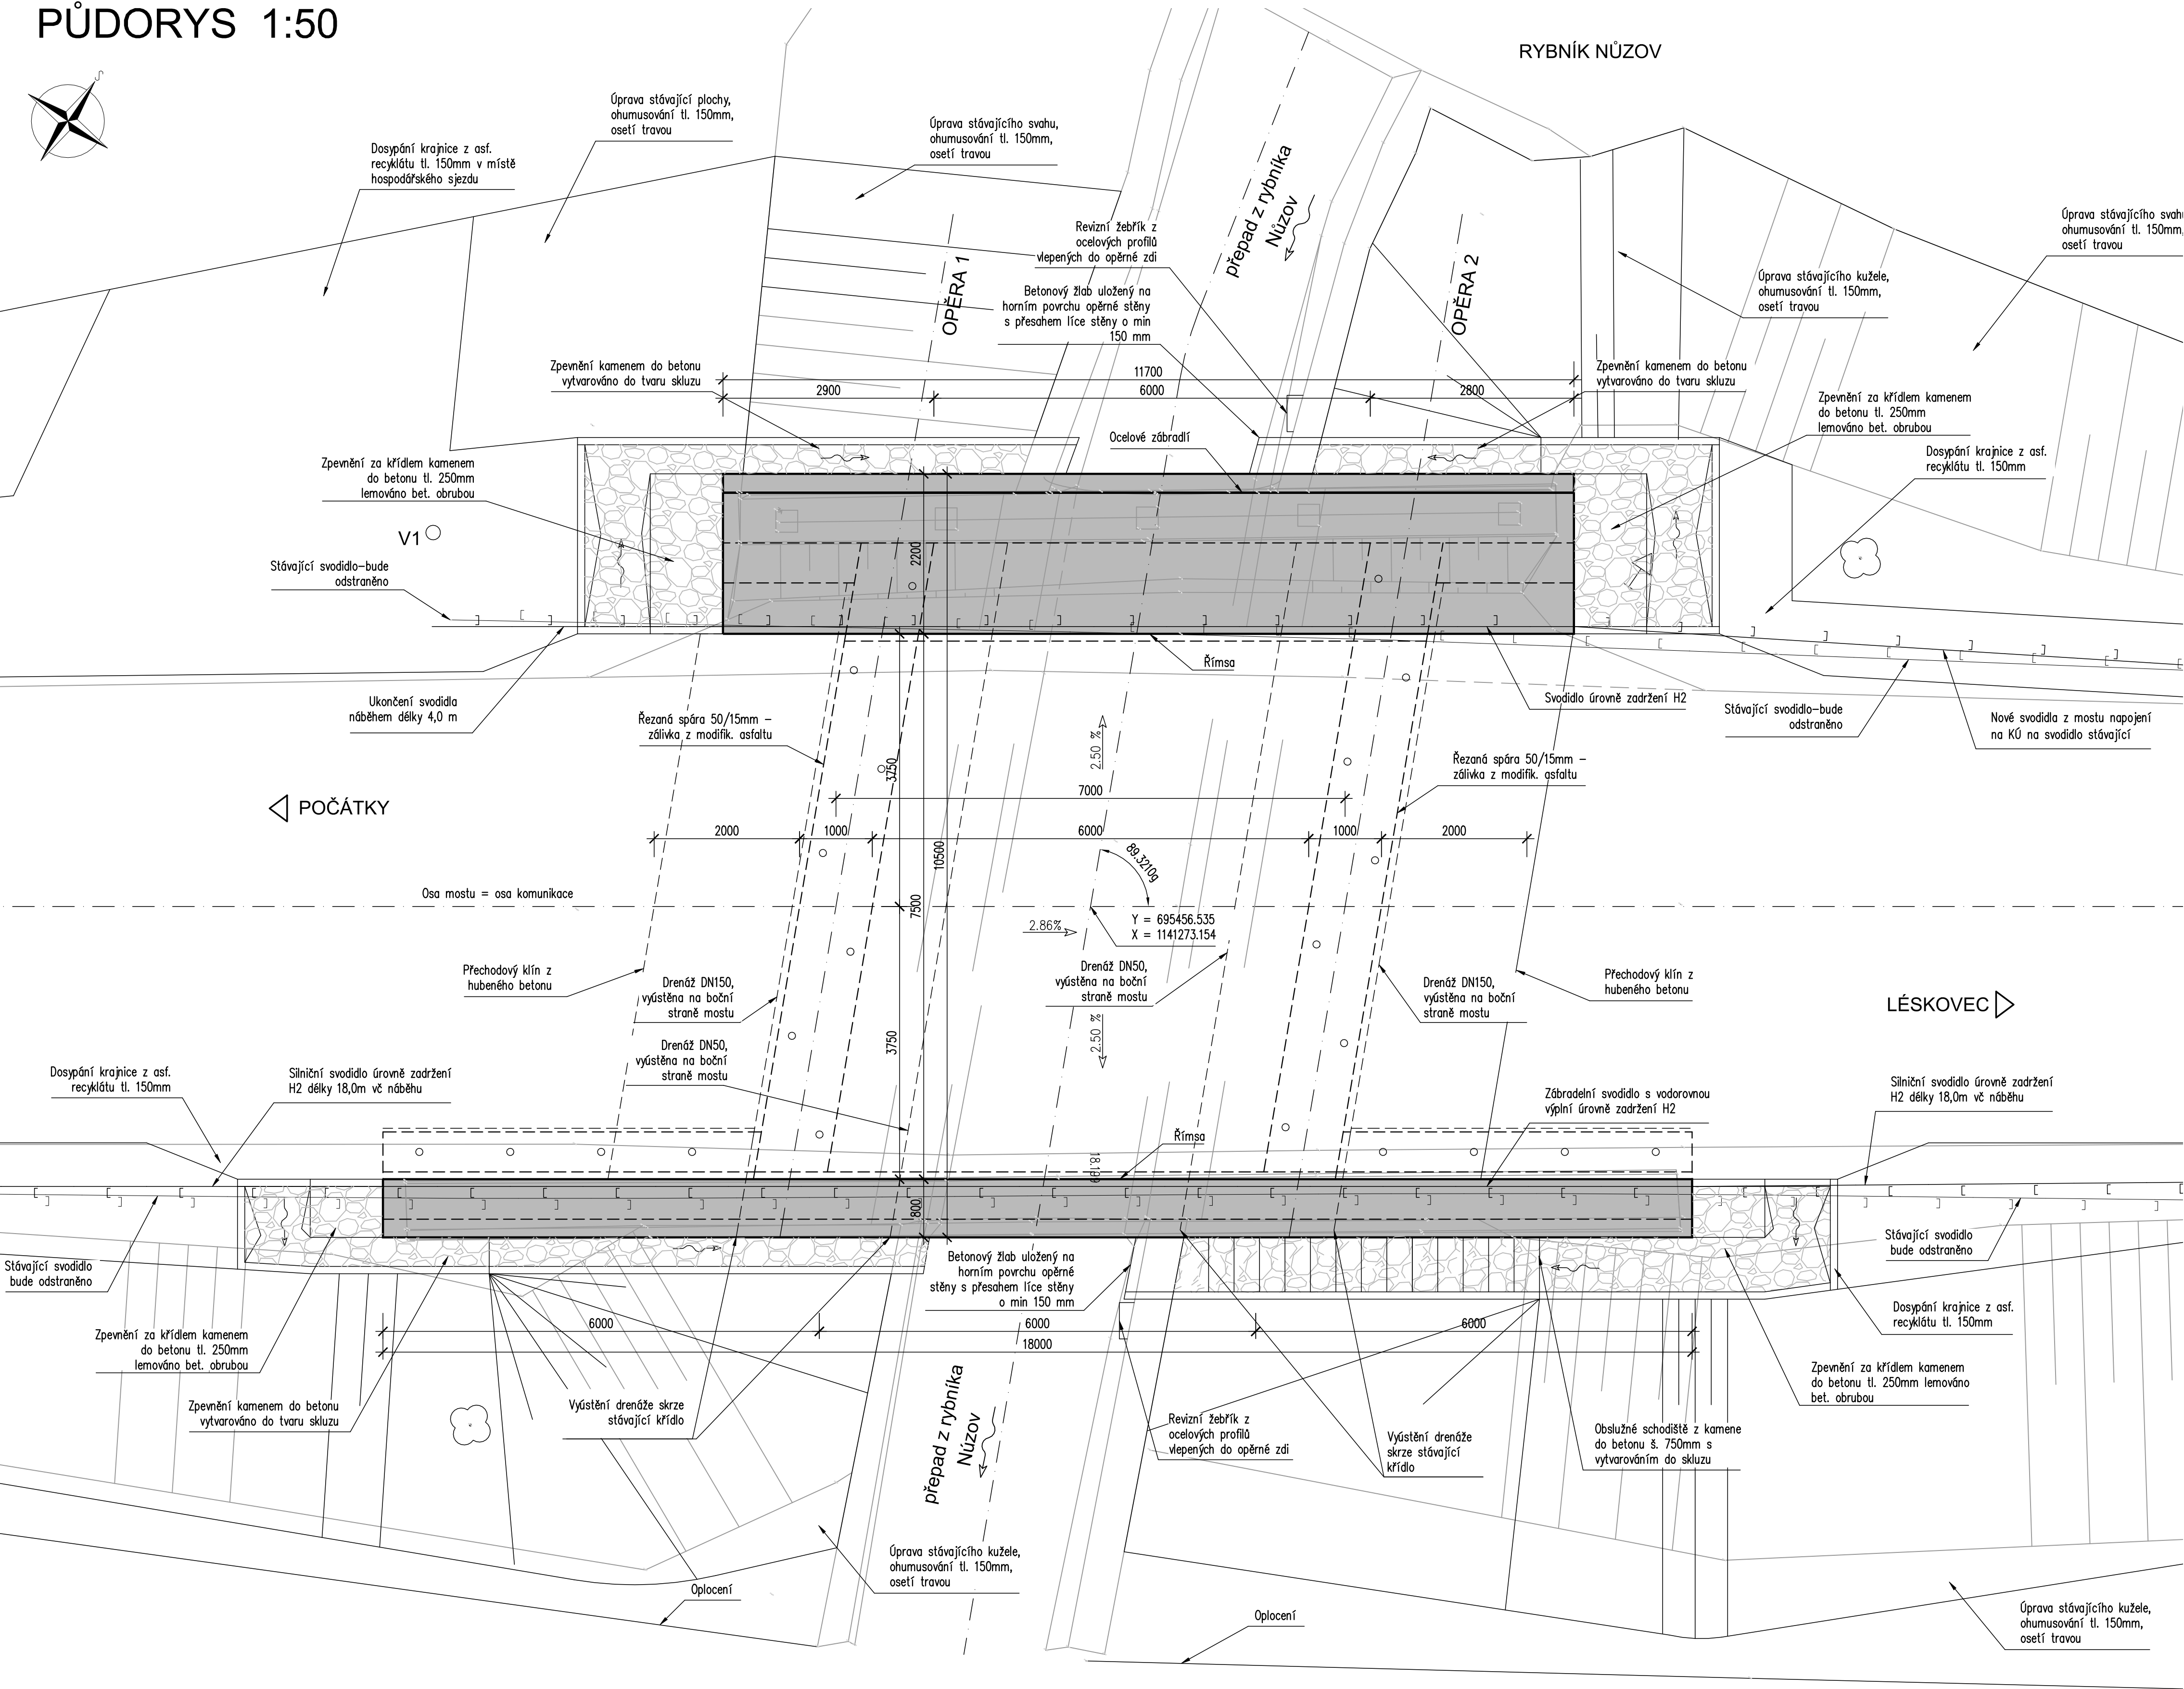 PŮDORYS 1:50
RYBNÍK NŮZOV
Úprava stávající plochy,
ohumusování tl. 150mm,
osetí travou
Dosypání krajnice z asf.
recyklátu tl. 150mm v místě
hospodářského sjezdu
Úprava stávajícího svahu,
ohumusování tl. 150mm,
osetí travou
Úprava stávajícího svahu
ohumusování tl. 150mm,
osetí travou
přepad z rybníka
Nůzov
Revizní žebřík z
ocelových profilů
vlepených do opěrné zdi
OPĚRA 1
OPĚRA 2
Úprava stávajícího kužele,
ohumusování tl. 150mm,
osetí travou
Betonový žlab uložený na
horním povrchu opěrné stěny
s přesahem líce stěny o min
150 mm
Zpevnění kamenem do betonu
vytvarováno do tvaru skluzu
Zpevnění kamenem do betonu
vytvarováno do tvaru skluzu
11700
2900
6000
2800
Zpevnění za křídlem kamenem
do betonu tl. 250mm
lemováno bet. obrubou
Ocelové zábradlí
Dosypání krajnice z asf.
recyklátu tl. 150mm
Zpevnění za křídlem kamenem
do betonu tl. 250mm
lemováno bet. obrubou
V1
2200
Stávající svodidlo-bude
odstraněno
Římsa
Ukončení svodidla
náběhem délky 4,0 m
Svodidlo úrovně zadržení H2
Stávající svodidlo-bude
odstraněno
Nové svodidla z mostu napojení
na KÚ na svodidlo stávající
Řezaná spára 50/15mm -
zálivka z modifik. asfaltu
2.50 %
3750
Řezaná spára 50/15mm -
zálivka z modifik. asfaltu
POČÁTKY
7000
2000
1000
6000
1000
2000
10500
89.3210g
Osa mostu = osa komunikace
7500
2.86%
Y = 695456.535
X = 1141273.154
Přechodový klín z
hubeného betonu
Drenáž DN150,
vyústěna na boční
straně mostu
Drenáž DN50,
vyústěna na boční
straně mostu
Drenáž DN150,
vyústěna na boční
straně mostu
Přechodový klín z
hubeného betonu
LÉSKOVEC
3750
2.50 %
Drenáž DN50,
vyústěna na boční
straně mostu
Dosypání krajnice z asf.
recyklátu tl. 150mm
Silniční svodidlo úrovně zadržení
H2 délky 18,0m vč náběhu
Zábradelní svodidlo s vodorovnou
výplní úrovně zadržení H2
Silniční svodidlo úrovně zadržení
H2 délky 18,0m vč náběhu
Římsa
18.199
800
Stávající svodidlo
bude odstraněno
Betonový žlab uložený na
horním povrchu opěrné
stěny s přesahem líce stěny
o min 150 mm
Stávající svodidlo
bude odstraněno
6000
6000
6000
18000
Zpevnění za křídlem kamenem
do betonu tl. 250mm
lemováno bet. obrubou
Dosypání krajnice z asf.
recyklátu tl. 150mm
Zpevnění za křídlem kamenem
do betonu tl. 250mm lemováno
bet. obrubou
Zpevnění kamenem do betonu
vytvarováno do tvaru skluzu
Vyústění drenáže skrze
stávající křídlo
přepad z rybníka
Núzov
Revizní žebřík z
ocelových profilů
vlepených do opěrné zdi
Vyústění drenáže
skrze stávající
křídlo
Obslužné schodiště z kamene
do betonu š. 750mm s
vytvarováním do skluzu
Úprava stávajícího kužele,
ohumusování tl. 150mm,
osetí travou
Oplocení
Oplocení
Úprava stávajícího kužele,
ohumusování tl. 150mm,
osetí travou